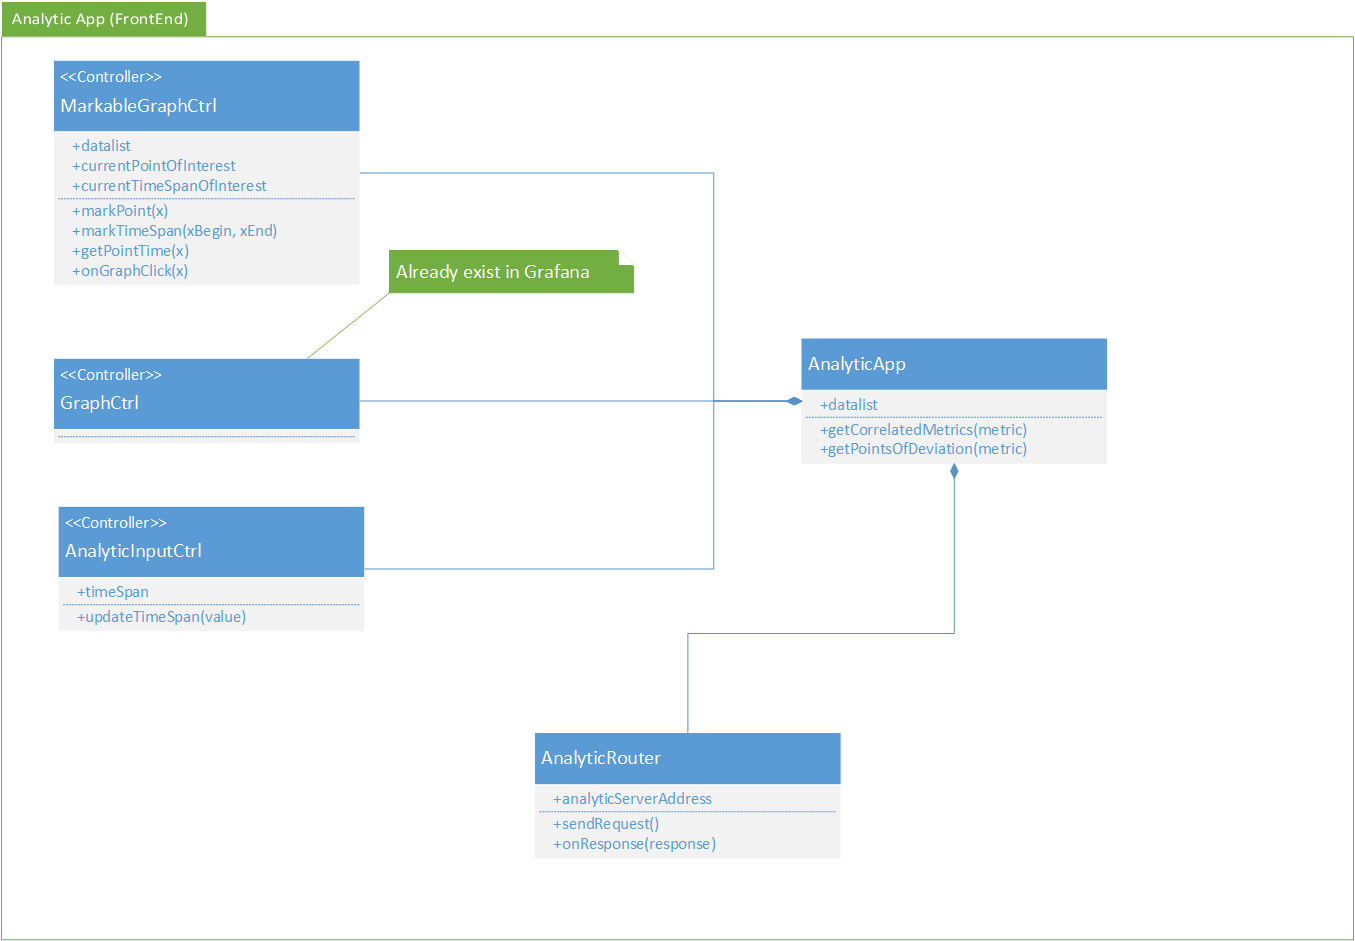 Analytic App (FrontEnd)
<<Controller>>
MarkableGraphCtrl
+datalist
+currentPointOfInterest
+currentTimeSpanOfInterest
+markPoint(x)
+markTimeSpan(xBegin, xEnd)
+getPointTime(x)
+onGraphClick(x)
Already exist in Grafana
<<Controller>>
GraphCtrl
AnalyticApp
+datalist
+getCorrelatedMetrics(metric)
+getPointsOfDeviation(metric)
<<Controller>>
AnalyticInputCtrl
+timeSpan
+updateTimeSpan(value)
AnalyticRouter
+analyticServerAddress
+sendRequest()
+onResponse(response)